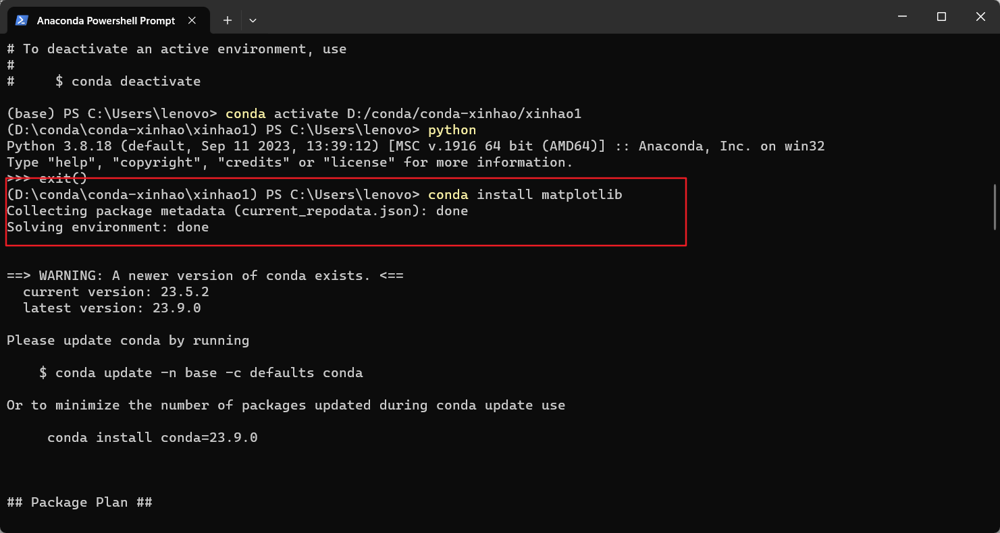 Anaconda Powershell Prompt
# To deactivate an active environment, use
#
#     $ conda deactivate
(base) PS C:\Users\lenovo> conda activate D:/conda/conda-xinhao/xinhao1
(D:\conda\conda-xinhao\xinhao1) PS C:\Users\lenovo> python
Python 3.8.18 (default, Sep 11 2023, 13:39:12) [MSC v.1916 64 bit (AMD64)] :: Anaconda, Inc. on win32
Type "help", "copyright", "credits" or "license" for more information.
>>> exit()
(D:\conda\conda-xinhao\xinhao1) PS C:\Users\lenovo> conda install matplotlib
Collecting package metadata (current_repodata.json): done
Solving environment: done
==> WARNING: A newer version of conda exists. <==
  current version: 23.5.2
  latest version: 23.9.0
Please update conda by running
    $ conda update -n base -c defaults conda
Or to minimize the number of packages updated during conda update use
     conda install conda=23.9.0
## Package Plan ##